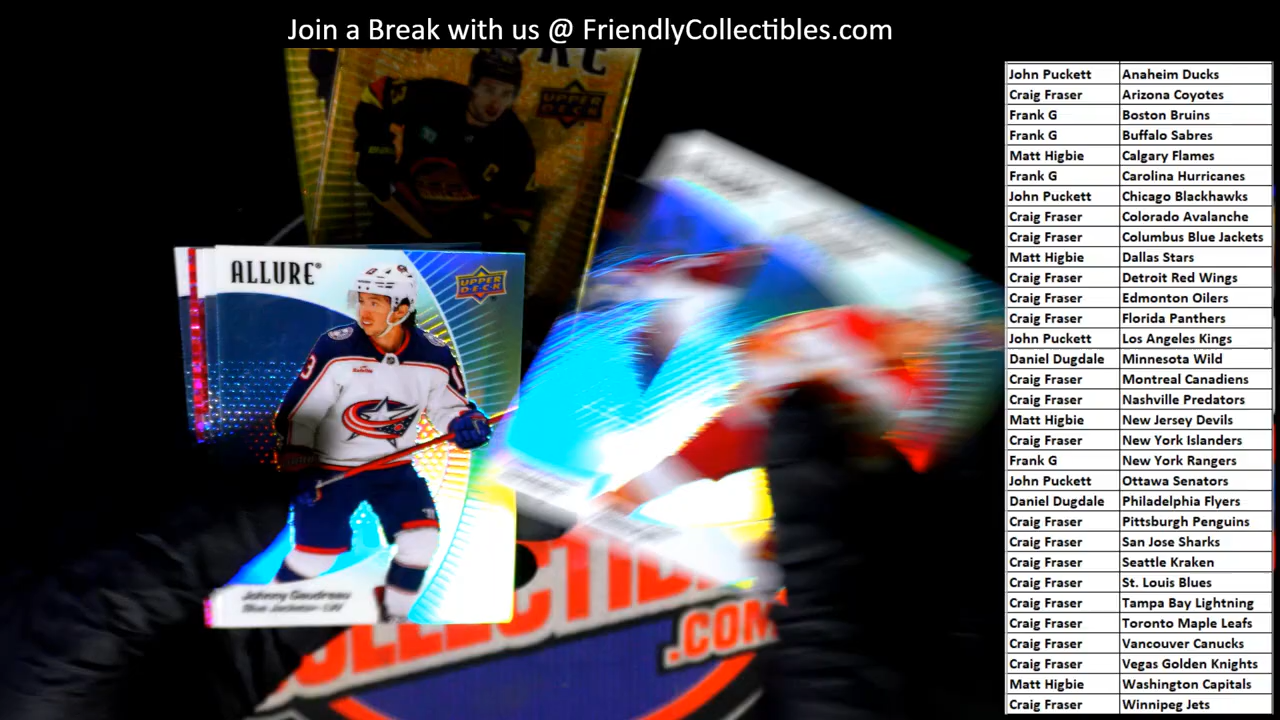 Join a Break with us @ FriendlyCollectibles.com
UPPER
DECK
ALLURE
UPPER
DECK
13
C
Johnny Gaudreau
Blue Jackets · LW
.COM
John Puckett Anaheim Ducks
Craig Fraser Arizona Coyotes
Frank G Boston Bruins
Frank G Buffalo Sabres
Matt Higbie Calgary Flames
Frank G Carolina Hurricanes
John Puckett Chicago Blackhawks
Craig Fraser Colorado Avalanche
Craig Fraser Columbus Blue Jackets
Matt Higbie Dallas Stars
Craig Fraser Detroit Red Wings
Craig Fraser Edmonton Oilers
Craig Fraser Florida Panthers
John Puckett Los Angeles Kings
Daniel Dugdale Minnesota Wild
Craig Fraser Montreal Canadiens
Craig Fraser Nashville Predators
Matt Higbie New Jersey Devils
Craig Fraser New York Islanders
Frank G New York Rangers
John Puckett Ottawa Senators
Daniel Dugdale Philadelphia Flyers
Craig Fraser Pittsburgh Penguins
Craig Fraser San Jose Sharks
Craig Fraser Seattle Kraken
Craig Fraser St. Louis Blues
Craig Fraser Tampa Bay Lightning
Craig Fraser Toronto Maple Leafs
Craig Fraser Vancouver Canucks
Craig Fraser Vegas Golden Knights
Matt Higbie Washington Capitals
Craig Fraser Winnipeg Jets